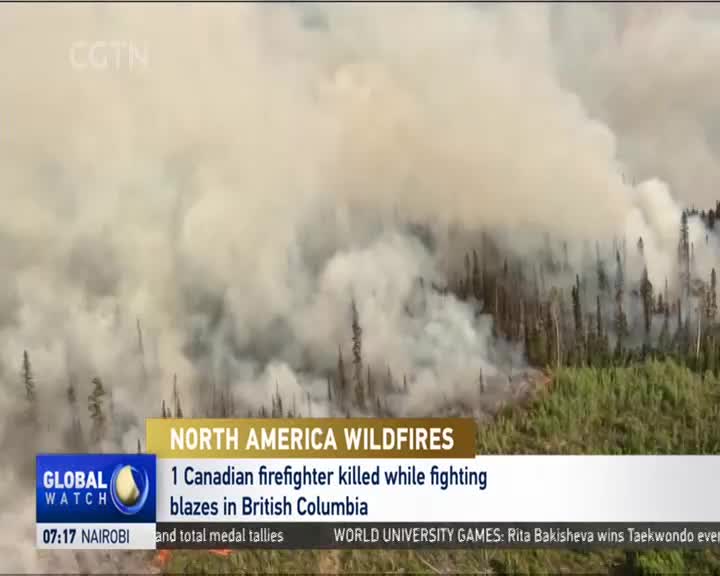 CGTN
NORTH AMERICA WILDFIRES
1 Canadian firefighter killed while fighting
blazes in British Columbia
GLOBAL
WATCH
07:17 NAIROBI
and total medal tallies WORLD UNIVERSITY GAMES: Rita Bakisheva wins Taekwondo even